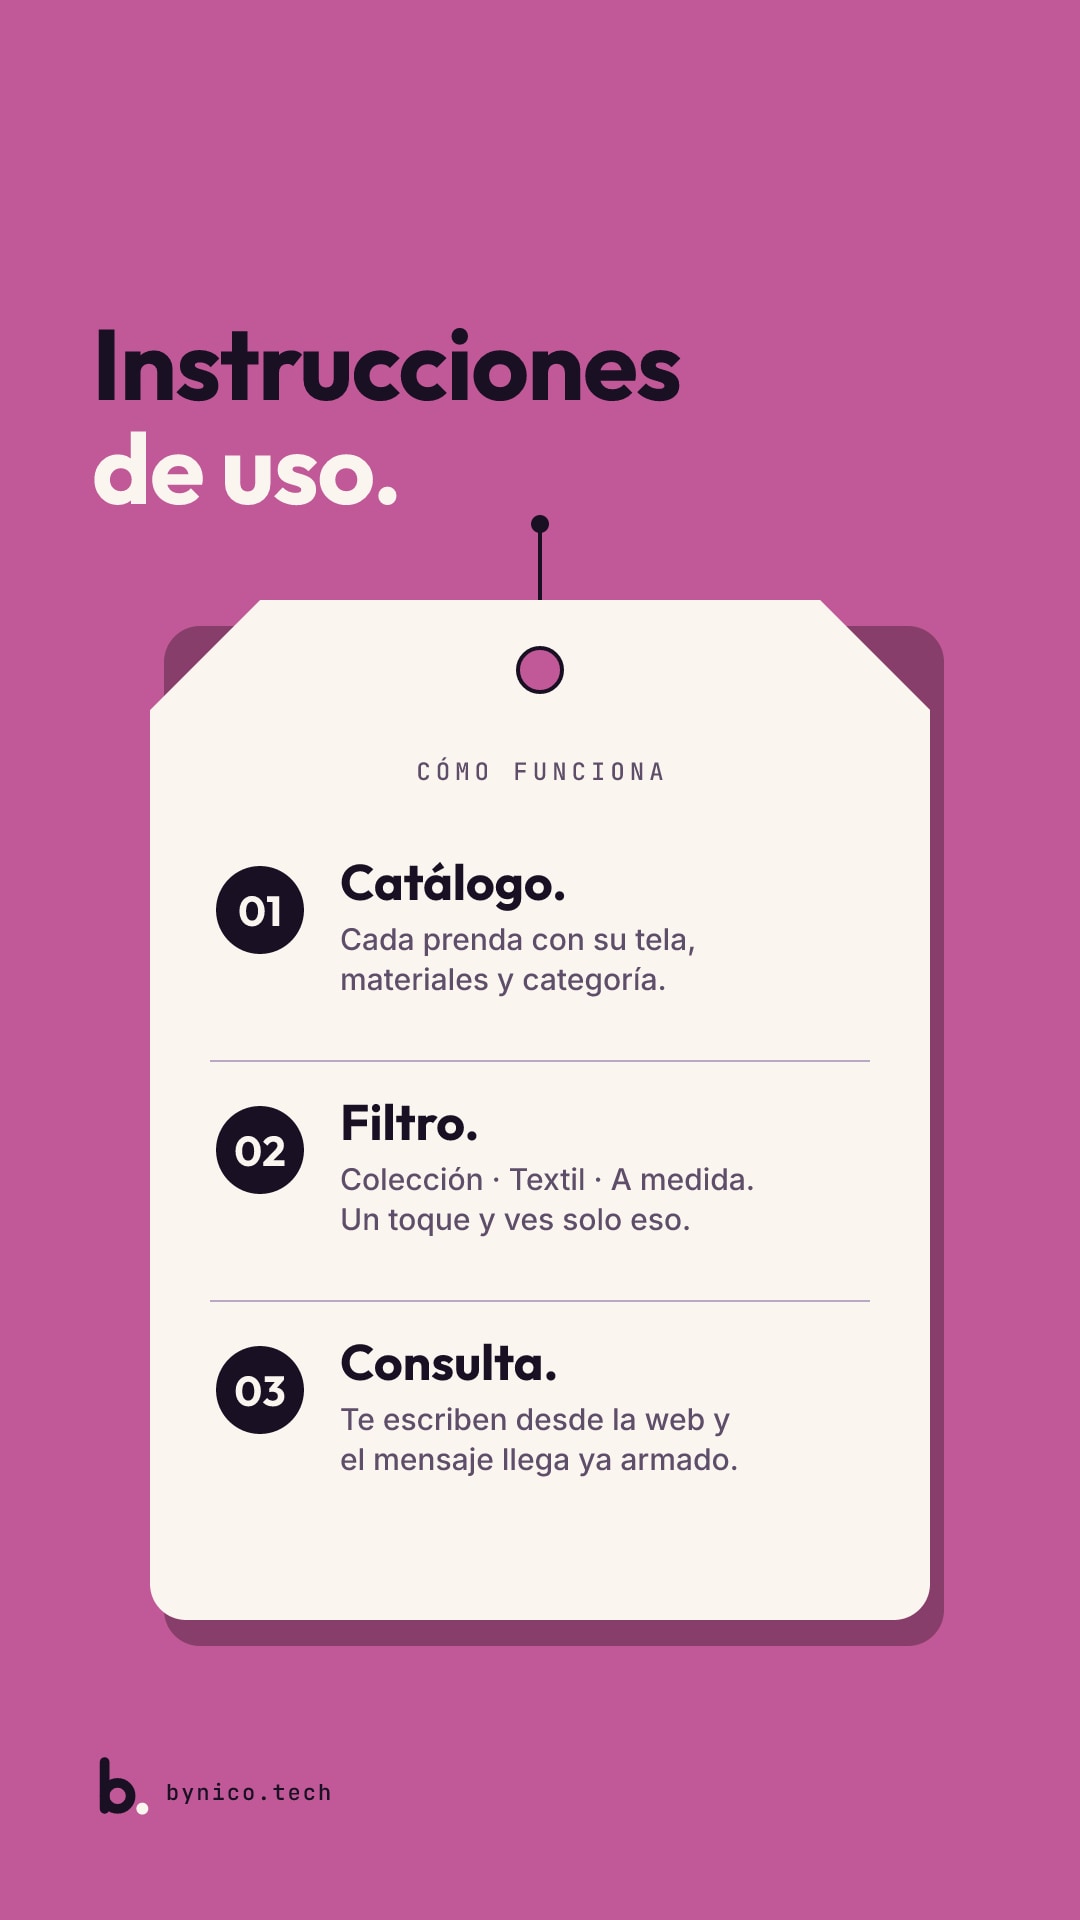 Instrucciones
de uso.
CÓMO FUNCIONA
01
Catálogo.
Cada prenda con su tela,
materiales y categoría.
02
Filtro.
Colección · Textil · A medida.
Un toque y ves solo eso.
03
Consulta.
Te escriben desde la web y
el mensaje llega ya armado.
b.
bynico.tech